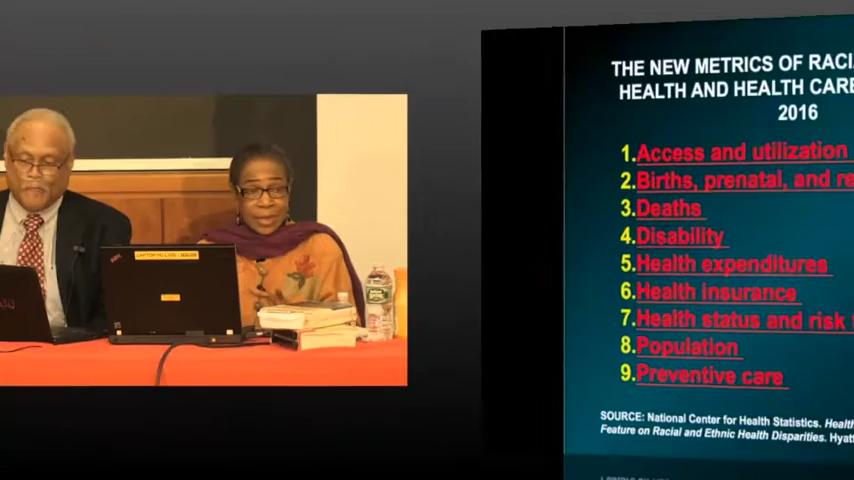 THE NEW METRICS OF
HEALTH AND HEALTH CARE
2016
1. Access and utilization
2. Births, prenatal, and
3. Deaths
4. Disability
5. Health expenditures
6. Health insurance
7. Health status and risk
8. Population
9. Preventive care
SOURCE: National Center for Health Statistics.
Feature on Racial and Ethnic Health Disparities.